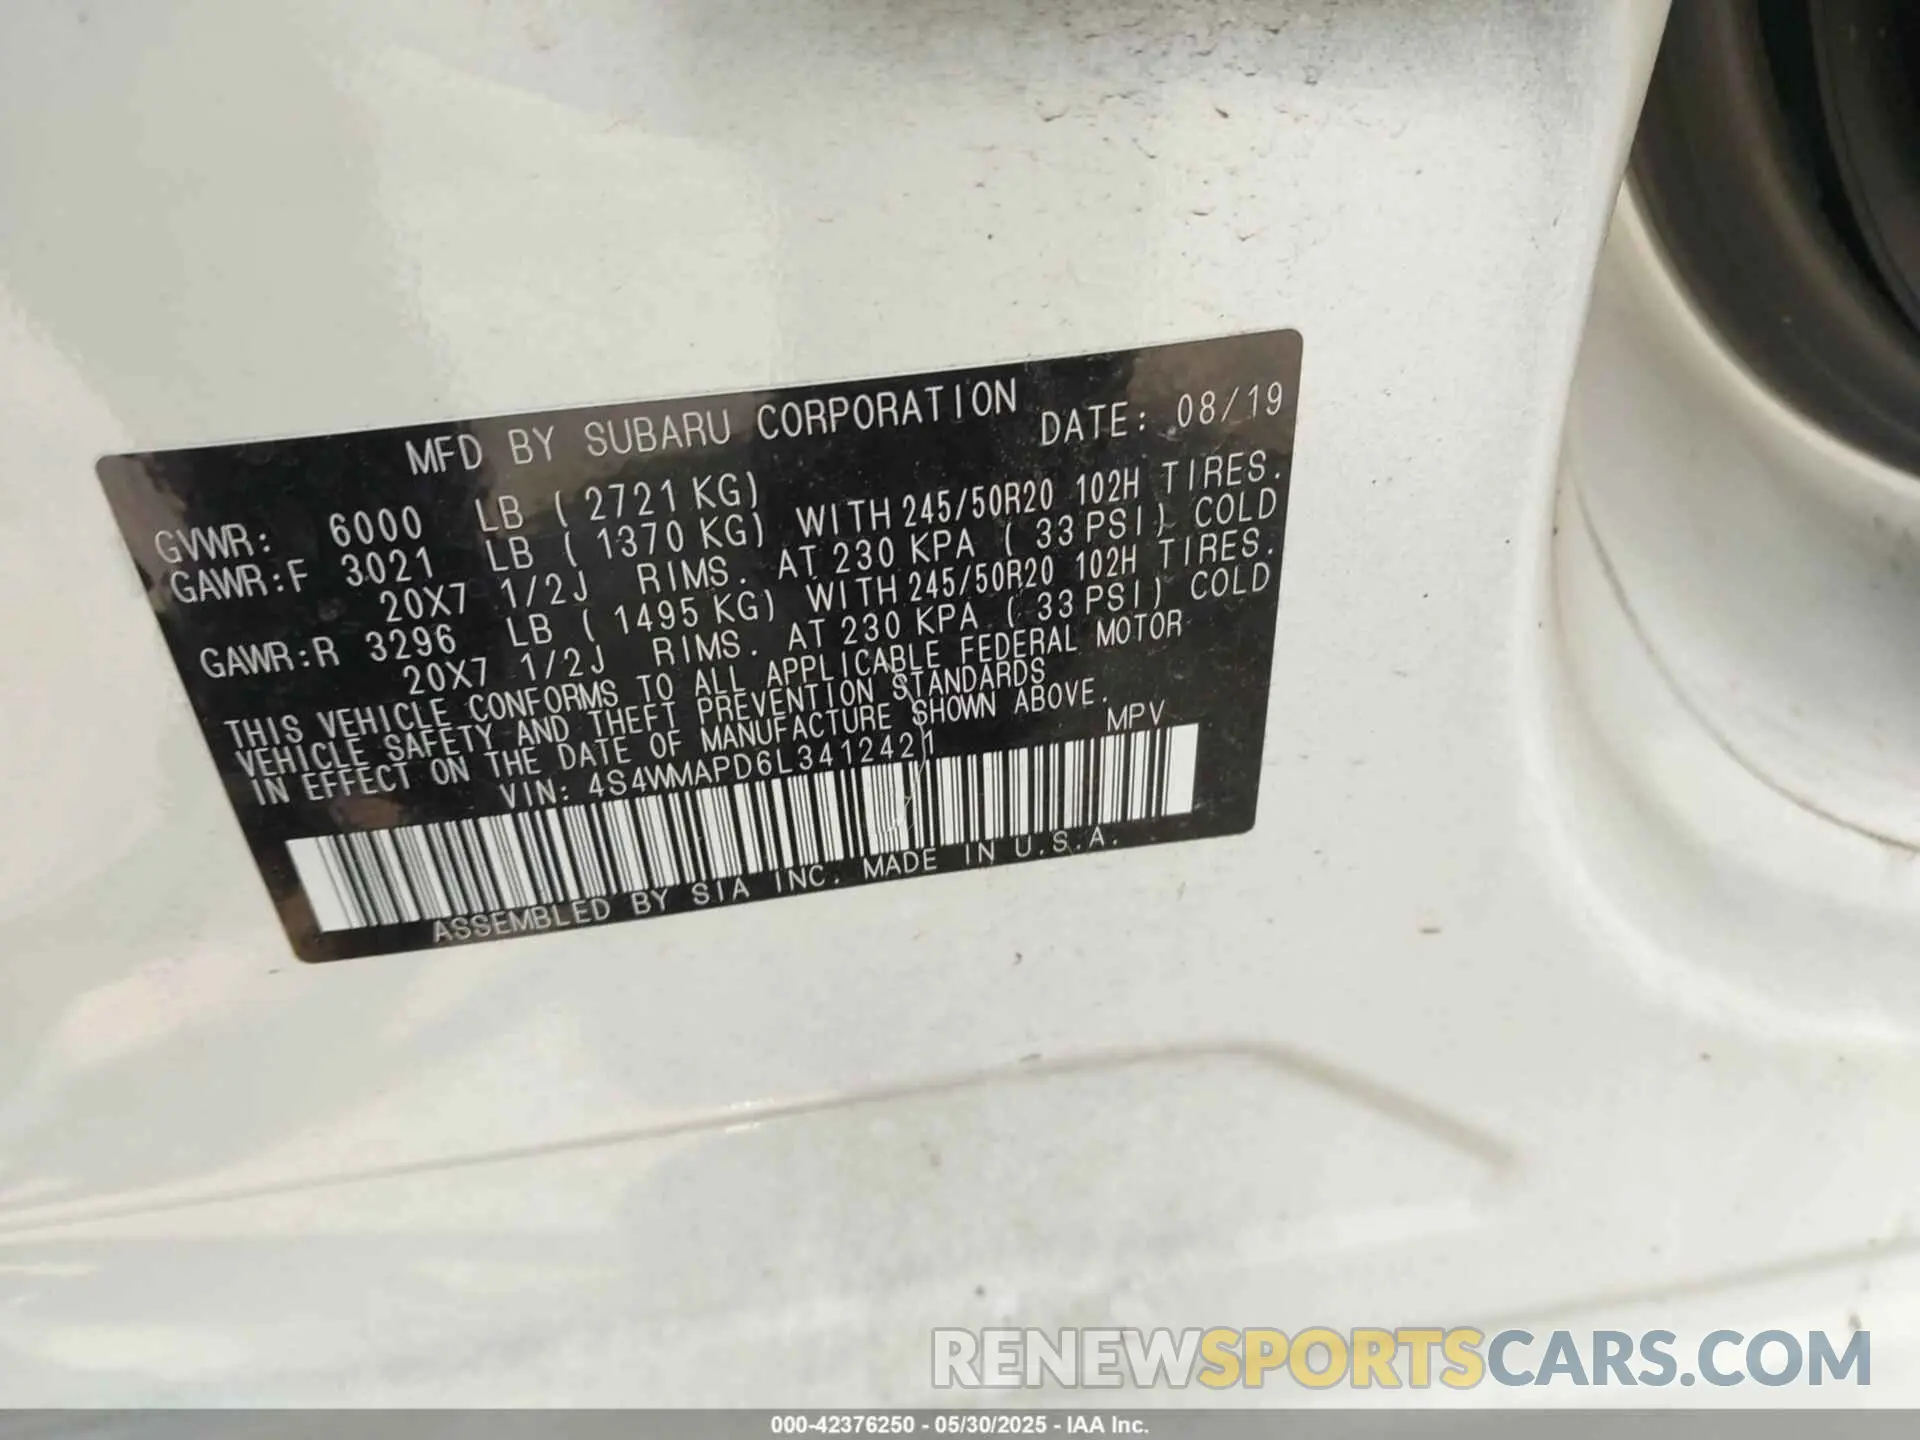 MFD BY SUBARU CORPORATION DATE: 08/19
GVWR: 6000 LB ( 2721 KG)
GAWR:F 3021 LB ( 1370 KG) WITH 245/50R20 102H TIRES.
20X7 1/2J RIMS. AT 230 KPA ( 33 PSI) COLD
GAWR:R 3296 LB ( 1495 KG) WITH 245/50R20 102H TIRES.
20X7 1/2J RIMS. AT 230 KPA ( 33 PSI) COLD
THIS VEHICLE CONFORMS TO ALL APPLICABLE FEDERAL MOTOR
VEHICLE SAFETY AND THEFT PREVENTION STANDARDS
IN EFFECT ON THE DATE OF MANUFACTURE SHOWN ABOVE.
VIN: 4S4WMAPD6L3412421 MPV
ASSEMBLED BY SIA INC. MADE IN U.S.A.
RENEWSPORTSCARS.COM
000-42376250 - 05/30/2025 - IAA Inc.